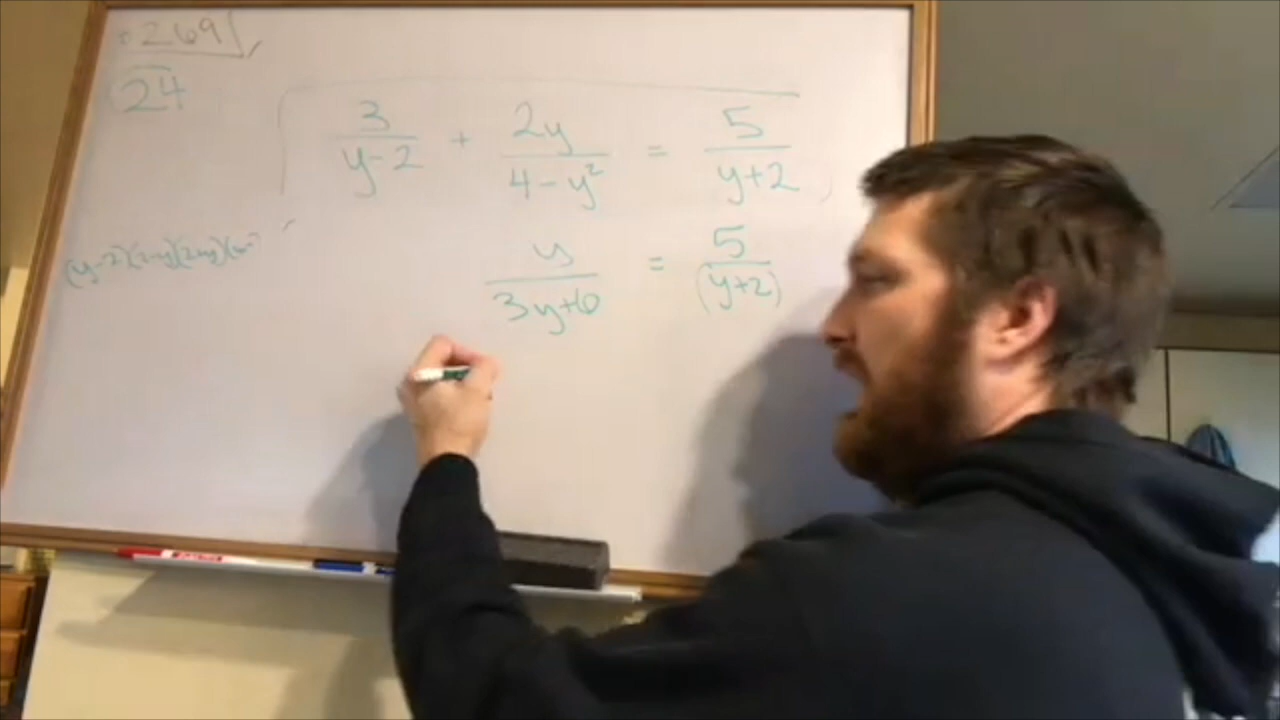 269
24
3/(y-2) + 2y/(4-y²) = 5/(y+2)
y/(3y+6) = 5/(y+2)